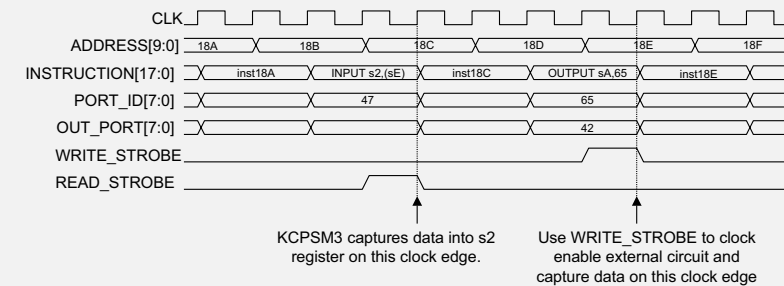 CLK
ADDRESS[9:0] 18A 18B 18C 18D 18E 18F
INSTRUCTION[17:0] inst18A INPUT s2,(sE) inst18C OUTPUT sA,65 inst18E
PORT_ID[7:0] 47 65
OUT_PORT[7:0] 42
WRITE_STROBE
READ_STROBE
KCPSM3 captures data into s2
register on this clock edge.
Use WRITE_STROBE to clock
enable external circuit and
capture data on this clock edge